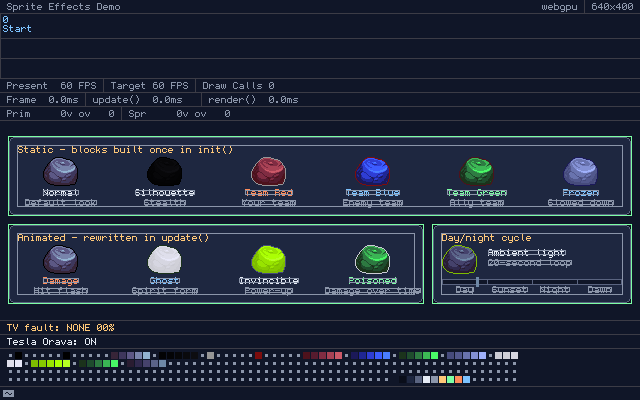 Sprite Effects Demo webgpu 640x400
0
Start
Present 60 FPS Target 60 FPS Draw Calls 0
Frame 0.0ms update() 0.0ms render() 0.0ms
Prim 0v ov 0 Spr 0v ov 0
Static - blocks built once in init()
Normal Silhouette Team Red Team Blue Team Green Frozen
Default look Stealth Your team Enemy team Ally team Slowed down
Animated - rewritten in update()
Damage Ghost Invincible Poisoned
Hit flash Spirit form Power-up Damage over time
Day/night cycle
Ambient light
20-second loop
Day Sunset Night Dawn
TV fault: NONE 00%
Tesla Orava: ON